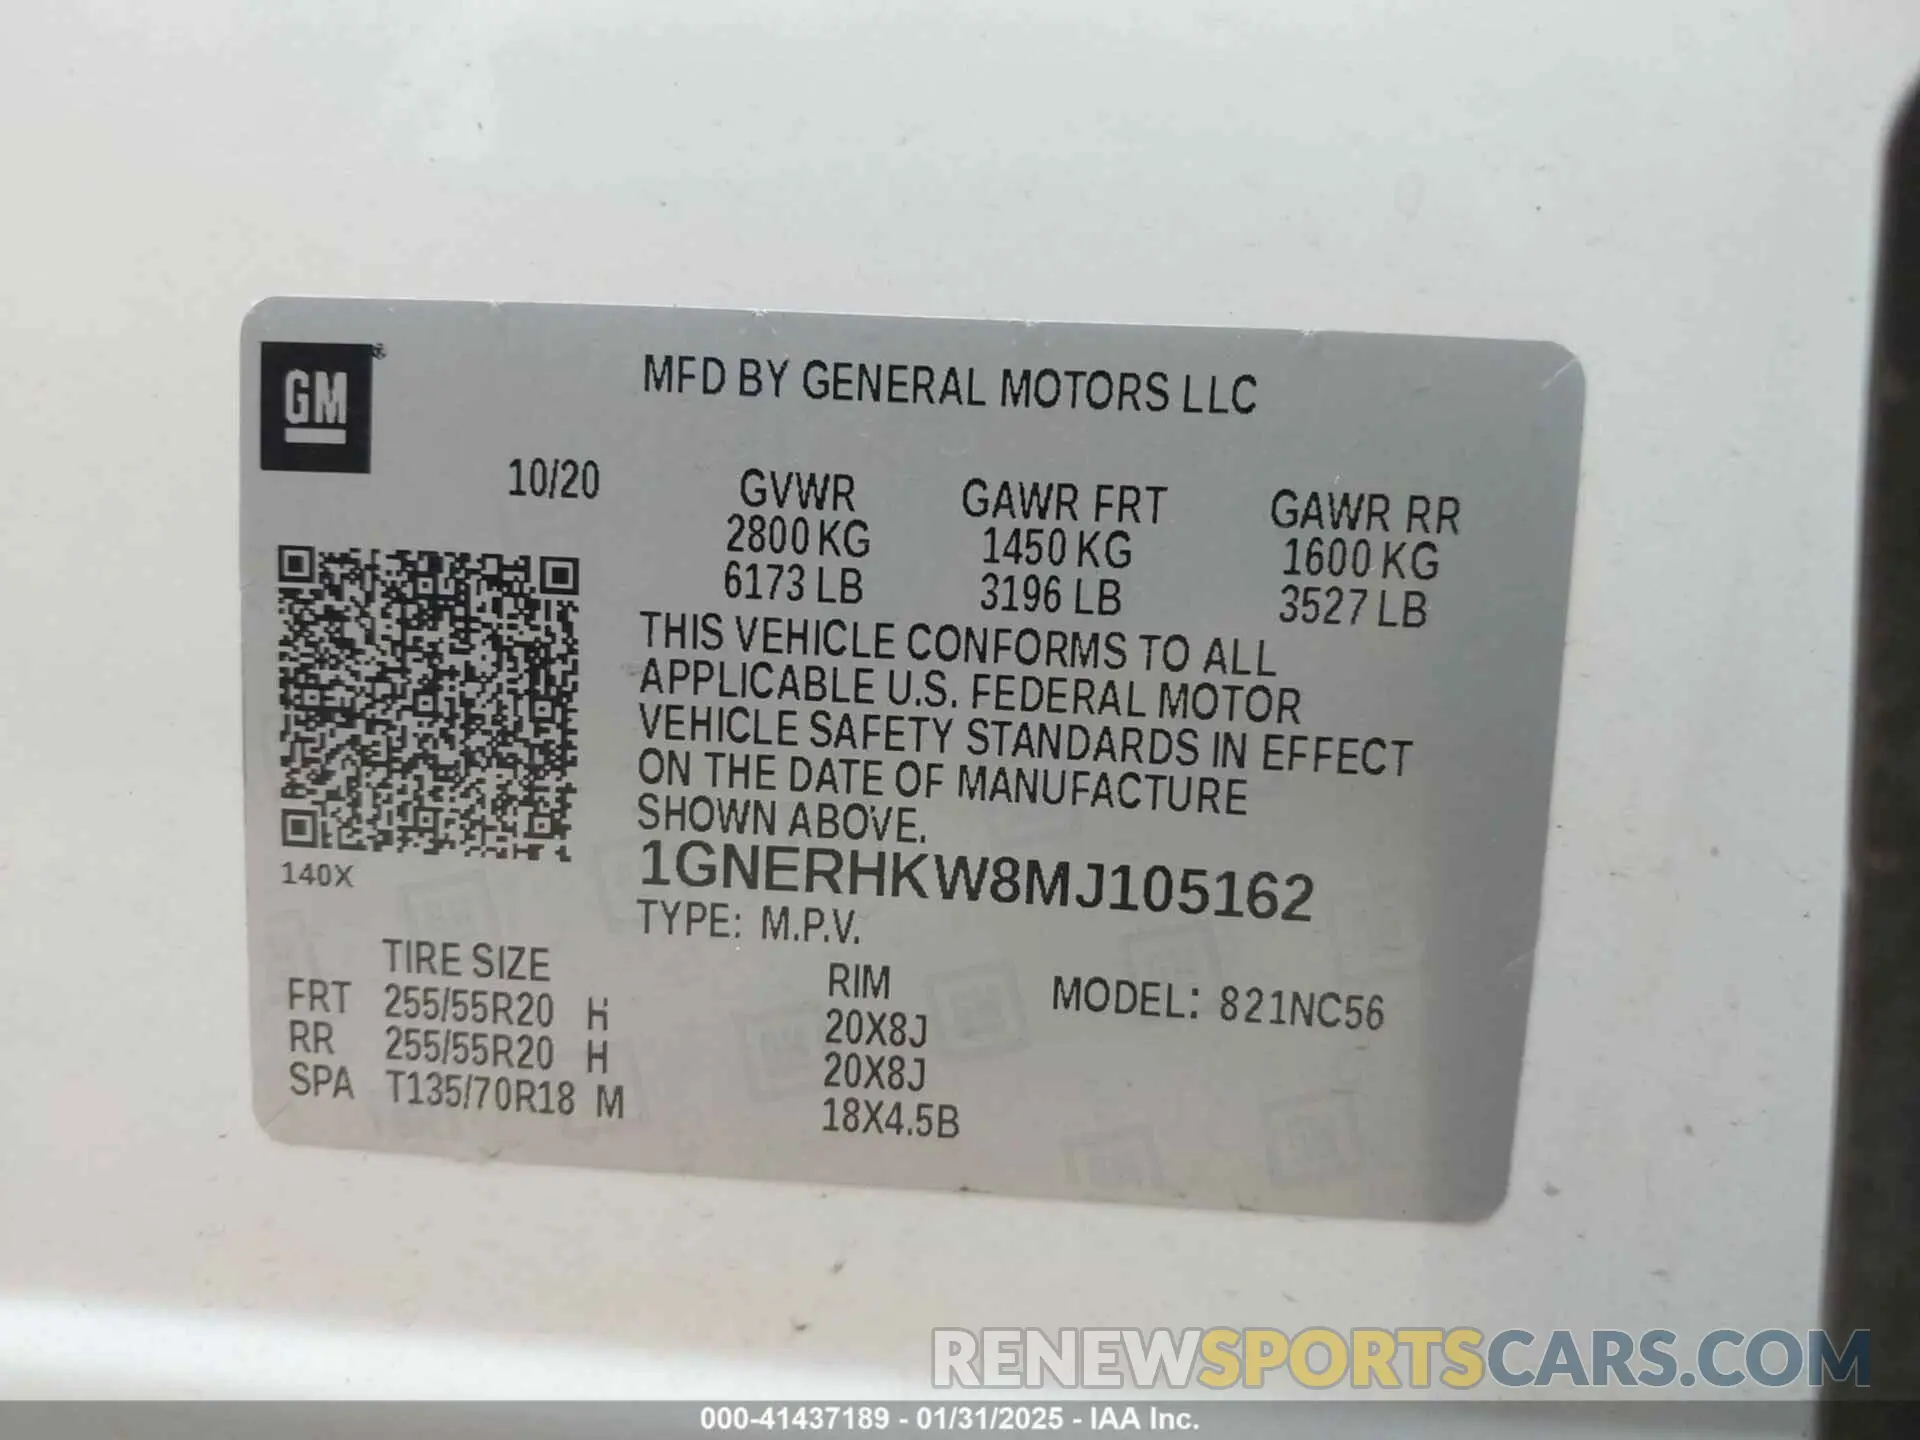 GM
MFD BY GENERAL MOTORS LLC
10/20
GVWR GAWR FRT GAWR RR
2800 KG 1450 KG 1600 KG
6173 LB 3196 LB 3527 LB
THIS VEHICLE CONFORMS TO ALL
APPLICABLE U.S. FEDERAL MOTOR
VEHICLE SAFETY STANDARDS IN EFFECT
ON THE DATE OF MANUFACTURE
SHOWN ABOVE.
140X
1GNERHKW8MJ105162
TYPE: M.P.V.
TIRE SIZE RIM MODEL: 821NC56
FRT 255/55R20 H 20X8J
RR 255/55R20 H 20X8J
SPA T135/70R18 M 18X4.5B
RENEWSPORTSCARS.COM
000-41437189 - 01/31/2025 - IAA Inc.